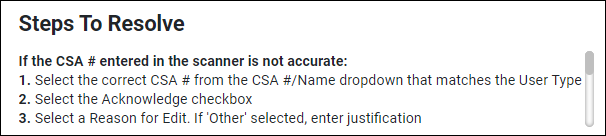 Steps To Resolve
If the CSA # entered in the scanner is not accurate:
1. Select the correct CSA # from the CSA #/Name dropdown that matches the User Type
2. Select the Acknowledge checkbox
3. Select a Reason for Edit. If 'Other' selected, enter justification